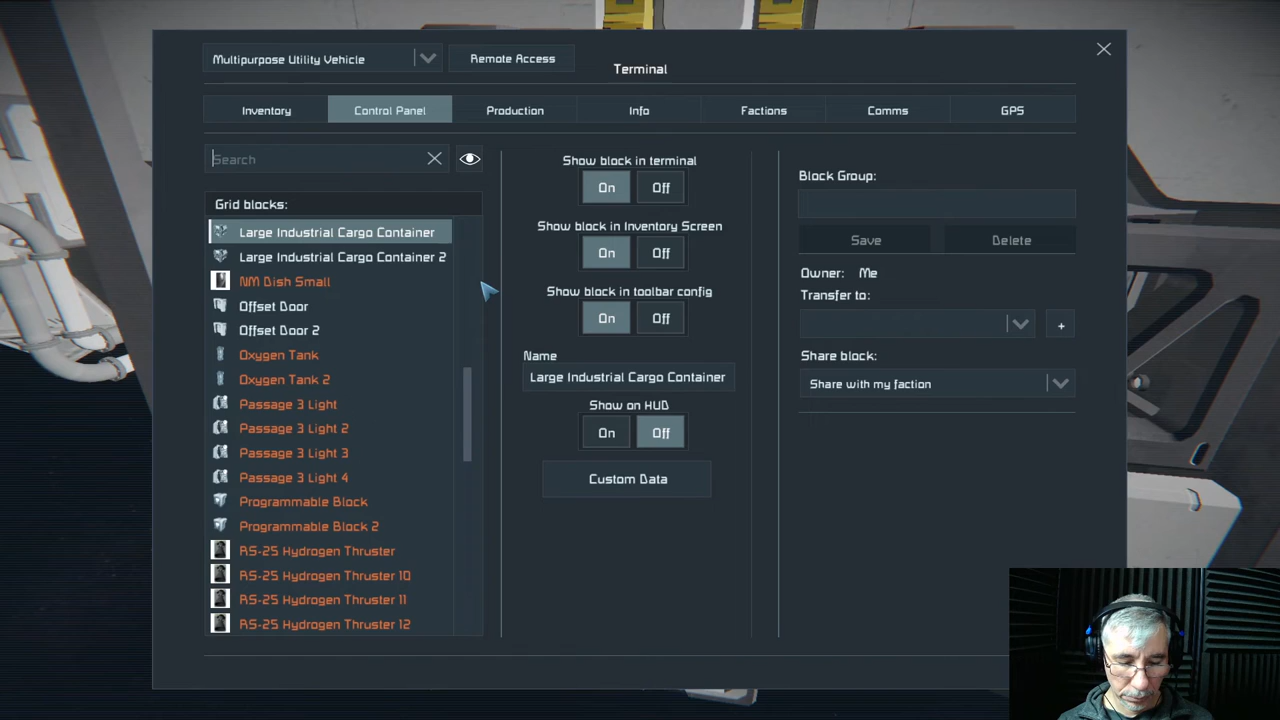 Multipurpose Utility Vehicle
Remote Access
Terminal
Inventory
Control Panel
Production
Info
Factions
Comms
GPS
Search
Grid blocks:
Large Industrial Cargo Container
Large Industrial Cargo Container 2
NM Dish Small
Offset Door
Offset Door 2
Oxygen Tank
Oxygen Tank 2
Passage 3 Light
Passage 3 Light 2
Passage 3 Light 3
Passage 3 Light 4
Programmable Block
Programmable Block 2
RS-25 Hydrogen Thruster
RS-25 Hydrogen Thruster 10
RS-25 Hydrogen Thruster 11
RS-25 Hydrogen Thruster 12
Show block in terminal
On Off
Show block in Inventory Screen
On Off
Show block in toolbar config
On Off
Name
Large Industrial Cargo Container
Show on HUD
On Off
Custom Data
Block Group:
Save Delete
Owner: Me
Transfer to:
+
Share block:
Share with my faction